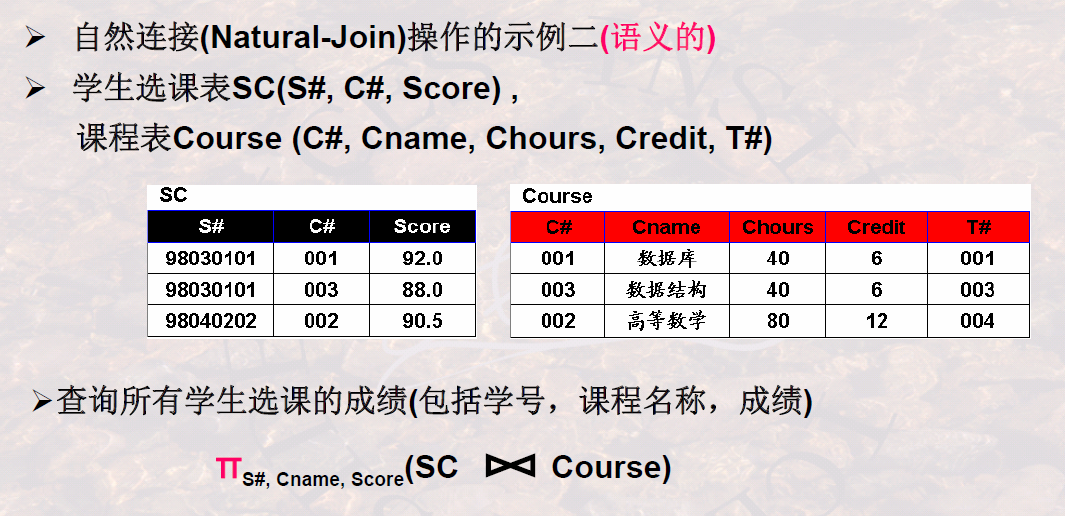 ➢ 自然连接(Natural-Join)操作的示例二(语义的)
➢ 学生选课表SC(S#, C#, Score) ,
课程表Course (C#, Cname, Chours, Credit, T#)
SC
S# C# Score
98030101 001 92.0
98030101 003 88.0
98040202 002 90.5
Course
C# Cname Chours Credit T#
001 数据库 40 6 001
003 数据结构 40 6 003
002 高等数学 80 12 004
➢查询所有学生选课的成绩(包括学号，课程名称，成绩)
π S#, Cname, Score(SC ⋈ Course)